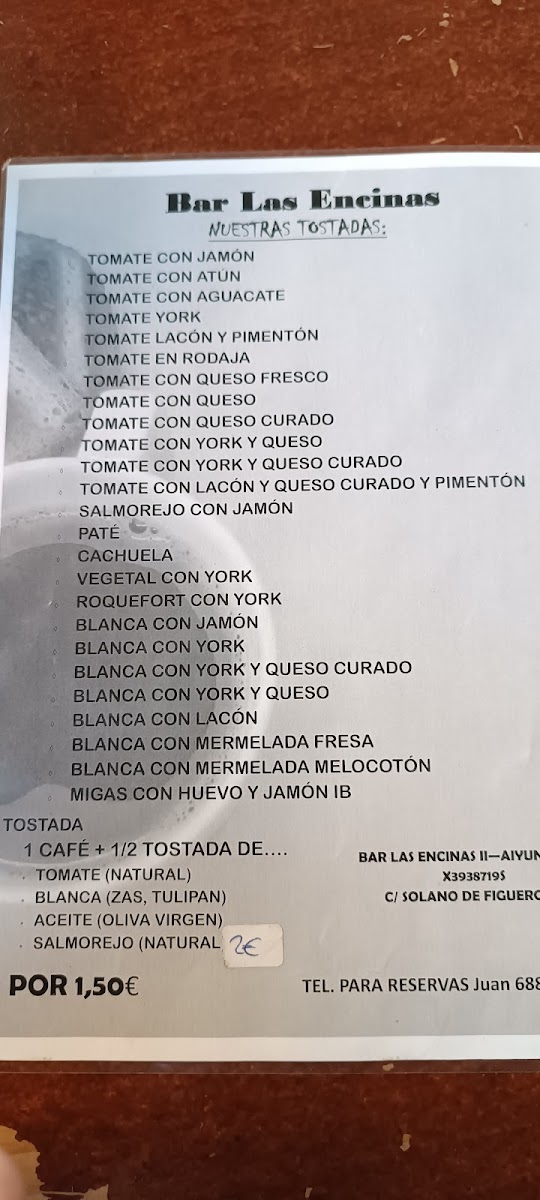 Bar Las Encinas
NUESTRAS TOSTADAS:
TOMATE CON JAMÓN
TOMATE CON ATÚN
TOMATE CON AGUACATE
TOMATE YORK
TOMATE LACÓN Y PIMENTÓN
TOMATE EN RODAJA
TOMATE CON QUESO FRESCO
TOMATE CON QUESO
TOMATE CON QUESO CURADO
TOMATE CON YORK Y QUESO
TOMATE CON YORK Y QUESO CURADO
TOMATE CON LACÓN Y QUESO CURADO Y PIMENTÓN
SALMOREJO CON JAMÓN
PATÉ
CACHUELA
VEGETAL CON YORK
ROQUEFORT CON YORK
BLANCA CON JAMÓN
BLANCA CON YORK
BLANCA CON YORK Y QUESO CURADO
BLANCA CON YORK Y QUESO
BLANCA CON LACÓN
BLANCA CON MERMELADA FRESA
BLANCA CON MERMELADA MELOCOTÓN
MIGAS CON HUEVO Y JAMÓN IB
TOSTADA
1 CAFÉ + 1/2 TOSTADA DE....
TOMATE (NATURAL)
BLANCA (ZAS, TULIPAN)
ACEITE (OLIVA VIRGEN)
SALMOREJO (NATURAL 2€
POR 1,50€
BAR LAS ENCINAS II—AIYUN
X3938719S
C/ SOLANO DE FIGUERO
TEL. PARA RESERVAS Juan 688